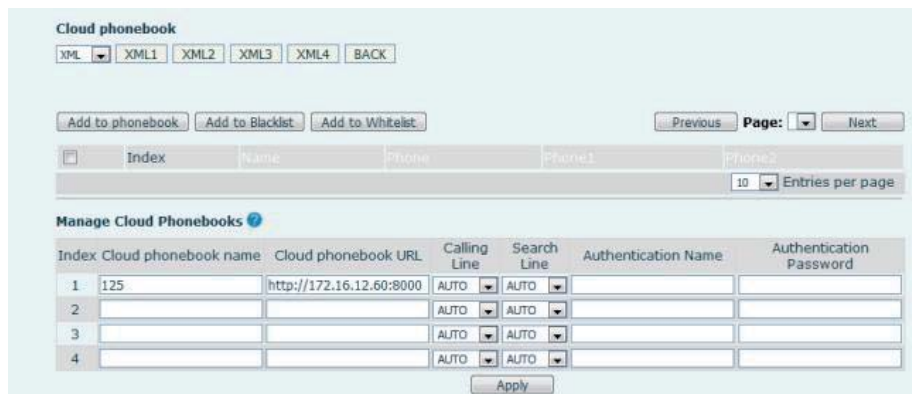 Cloud phonebook
XML XML1 XML2 XML3 XML4 BACK
Add to phonebook Add to Blacklist Add to Whitelist Previous Page: Next
Index Name Phone Phone1 Phone2
10 Entries per page
Manage Cloud Phonebooks ?
Index Cloud phonebook name Cloud phonebook URL Calling Line Search Line Authentication Name Authentication Password
1 125 http://172.16.12.60:8000 AUTO AUTO
2 AUTO AUTO
3 AUTO AUTO
4 AUTO AUTO
Apply